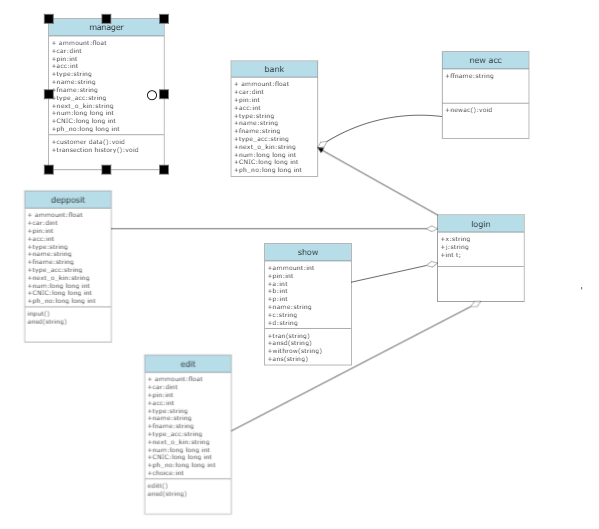 manager
+ ammount:float
+car:dint
+pin:int
+acc:int
+type:string
+name:string
+fname:string
+type_acc:string
+next_o_kin:string
+num:long long int
+CNIC:long long int
+ph_no:long long int
+customer data():void
+transection history():void
bank
+ ammount:float
+car:dint
+pin:int
+acc:int
+type:string
+name:string
+fname:string
+type_acc:string
+next_o_kin:string
+num:long long int
+CNIC:long long int
+ph_no:long long int
new acc
+ffname:string
+newac():void
depposit
+ ammount:float
+car:dint
+pin:int
+acc:int
+type:string
+name:string
+fname:string
+type_acc:string
+next_o_kin:string
+num:long long int
+CNIC:long long int
+ph_no:long long int
input()
ansd(string)
login
+x:string
+j:string
+int t;
show
+ammount:int
+pin:int
+a:int
+b:int
+p:int
+name:string
+c:string
+d:string
+tran(string)
+ansd(string)
+withrow(string)
+ans(string)
edit
+ ammount:float
+car:dint
+pin:int
+acc:int
+type:string
+name:string
+fname:string
+type_acc:string
+next_o_kin:string
+num:long long int
+CNIC:long long int
+ph_no:long long int
+choice:int
editt()
ansd(string)